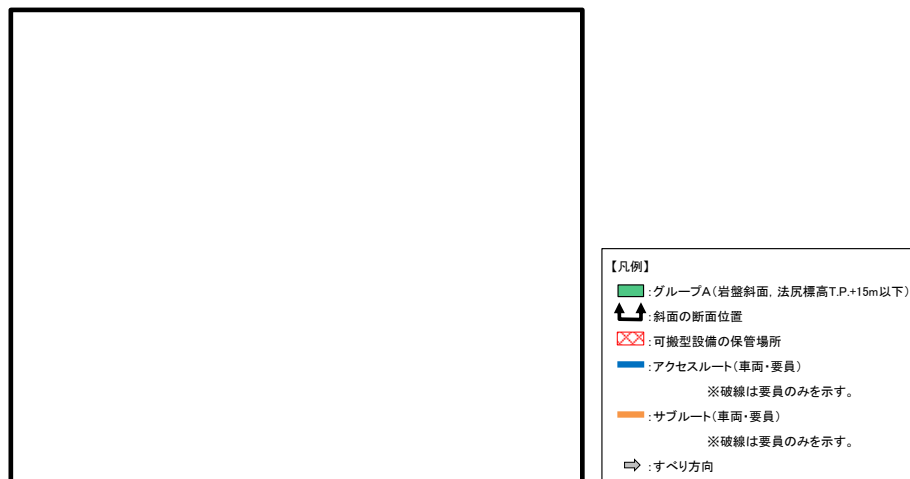 【凡例】
:グループA(岩盤斜面, 法尻標高T.P.+15m以下)
:斜面の断面位置
:可搬型設備の保管場所
:アクセスルート(車両・要員)
※破線は要員のみを示す。
:サブルート(車両・要員)
※破線は要員のみを示す。
:すべり方向